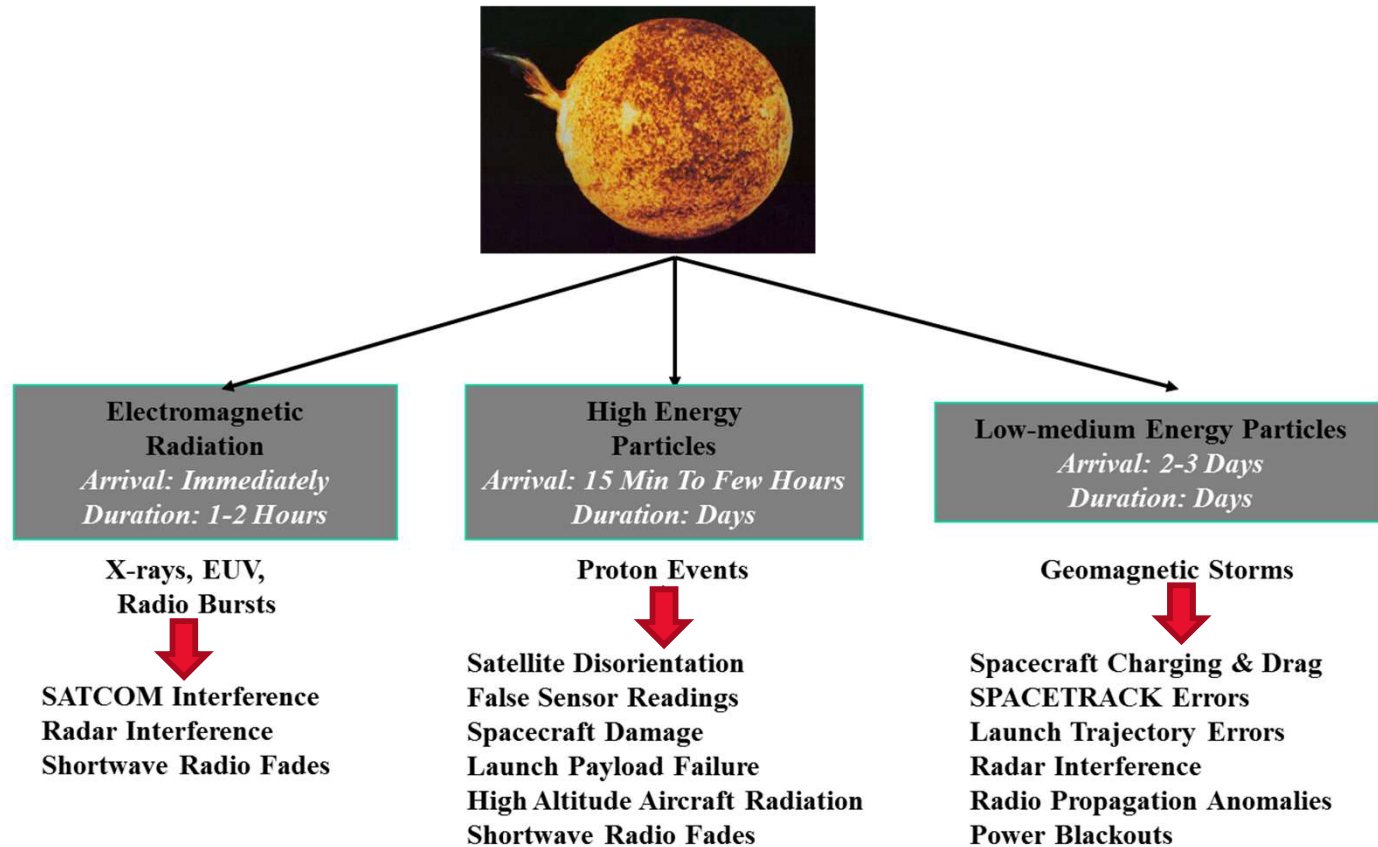 Electromagnetic
Radiation
Arrival: Immediately
Duration: 1-2 Hours
X-rays, EUV,
Radio Bursts
SATCOM Interference
Radar Interference
Shortwave Radio Fades
High Energy
Particles
Arrival: 15 Min To Few Hours
Duration: Days
Proton Events
Satellite Disorientation
False Sensor Readings
Spacecraft Damage
Launch Payload Failure
High Altitude Aircraft Radiation
Shortwave Radio Fades
Low-medium Energy Particles
Arrival: 2-3 Days
Duration: Days
Geomagnetic Storms
Spacecraft Charging & Drag
SPACETRACK Errors
Launch Trajectory Errors
Radar Interference
Radio Propagation Anomalies
Power Blackouts